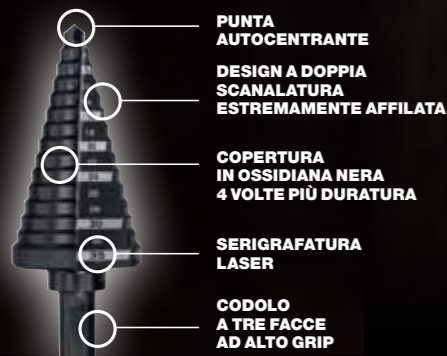 PUNTA
AUTOCENTRANTE
DESIGN A DOPPIA
SCANALATURA
ESTREMAMENTE AFFILATA
COPERTURA
IN OSSIDIANA NERA
4 VOLTE PIÙ DURATURA
SERIGRAFATURA
LASER
CODOLO
A TRE FACCE
AD ALTO GRIP